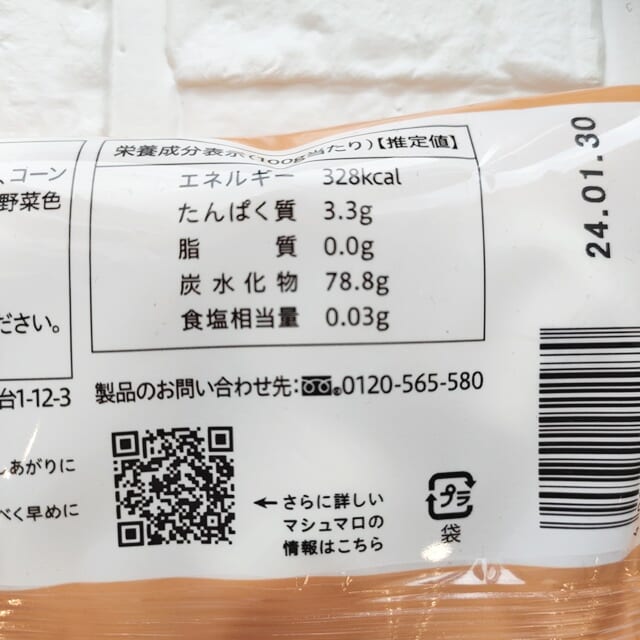 栄養成分表示(100g当たり)【推定値】
エネルギー 328kcal
たんぱく質 3.3g
脂質 0.0g
炭水化物 78.8g
食塩相当量 0.03g
、コーン
野菜色
ださい。
台1-12-3
製品のお問い合わせ先:0120-565-580
しあがりに
べく早めに
←さらに詳しい
マシュマロの
情報はこちら
プラ
袋
24.01.30